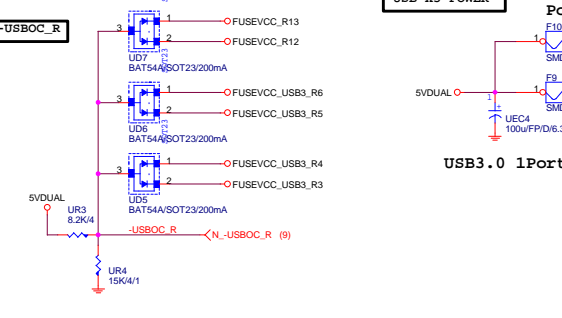 -USBOC_R
3
1
2
FUSEVCC_R13
FUSEVCC_R12
UD7
BAT54A/SOT23/200mA
SOT23
3
1
2
FUSEVCC_USB3_R6
FUSEVCC_USB3_R5
UD6
BAT54A/SOT23/200mA
SOT23
3
1
2
FUSEVCC_USB3_R4
FUSEVCC_USB3_R3
UD5
BAT54A/SOT23/200mA
5VDUAL
UR3
8.2K/4
-USBOC_R
N_-USBOC_R (9)
UR4
15K/4/1
Po
F10
1
SMD
F9
1
SMD
5VDUAL
1
+
UEC4
100u/FP/D/6.3
USB3.0 1Port